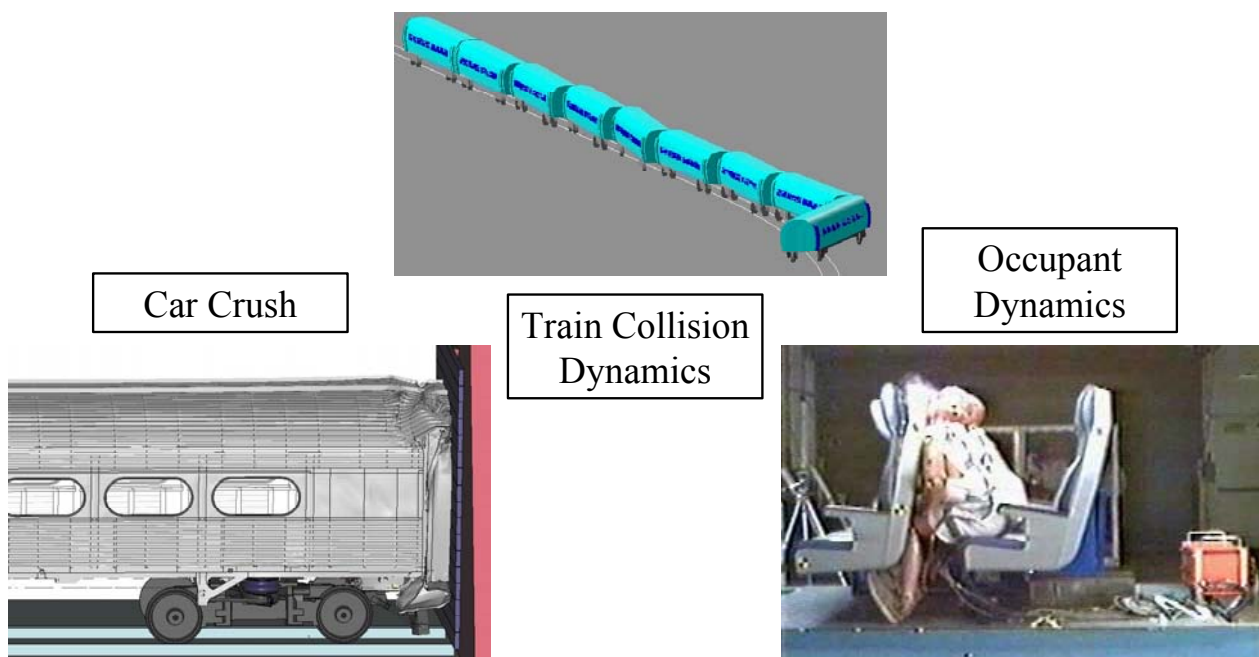 Car Crush
Train Collision
Dynamics
Occupant
Dynamics